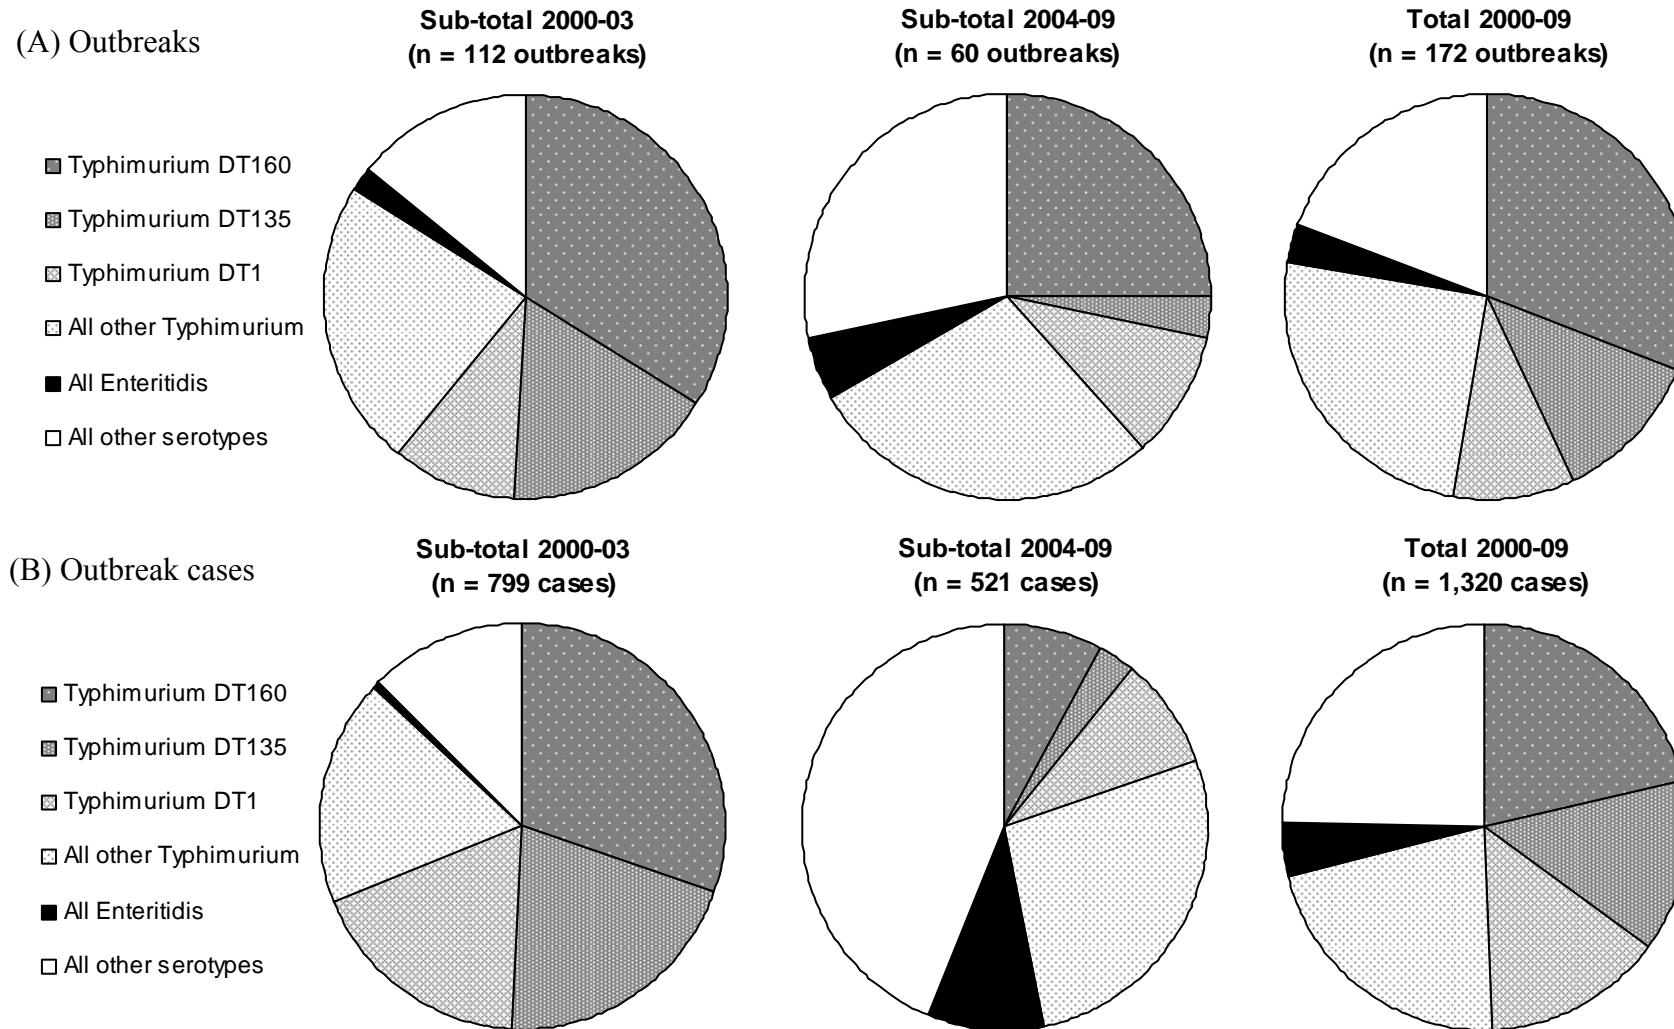 (A) Outbreaks
Sub-total 2000-03
(n = 112 outbreaks)
Sub-total 2004-09
(n = 60 outbreaks)
Total 2000-09
(n = 172 outbreaks)
Typhimurium DT160
Typhimurium DT135
Typhimurium DT1
All other Typhimurium
All Enteritidis
All other serotypes
(B) Outbreak cases
Sub-total 2000-03
(n = 799 cases)
Sub-total 2004-09
(n = 521 cases)
Total 2000-09
(n = 1,320 cases)
Typhimurium DT160
Typhimurium DT135
Typhimurium DT1
All other Typhimurium
All Enteritidis
All other serotypes